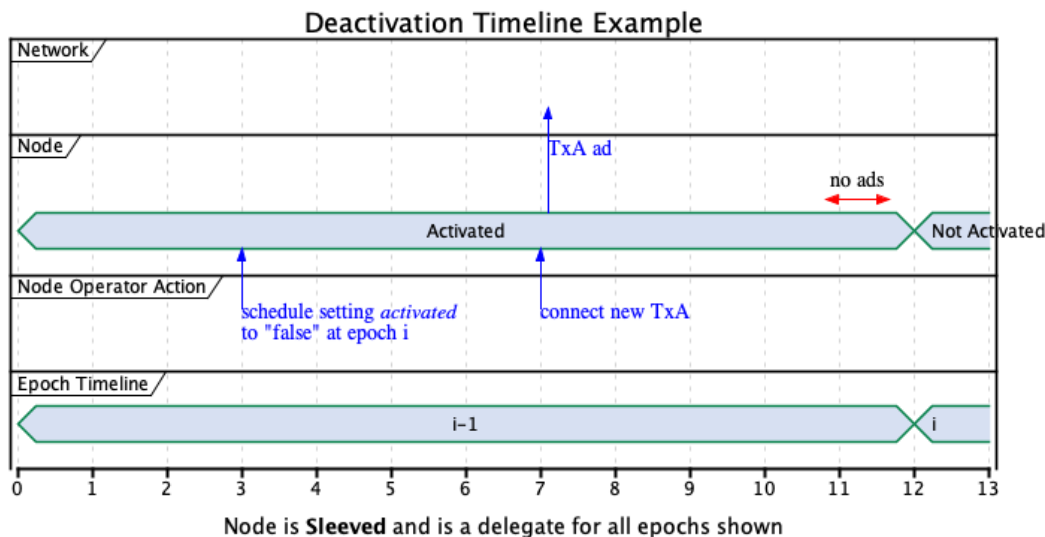 Deactivation Timeline Example
Network
Node
TxA ad
no ads
Activated
Not Activated
Node Operator Action
schedule setting activated
to "false" at epoch i
connect new TxA
Epoch Timeline
i-1
i
0 1 2 3 4 5 6 7 8 9 10 11 12 13
Node is Sleeved and is a delegate for all epochs shown